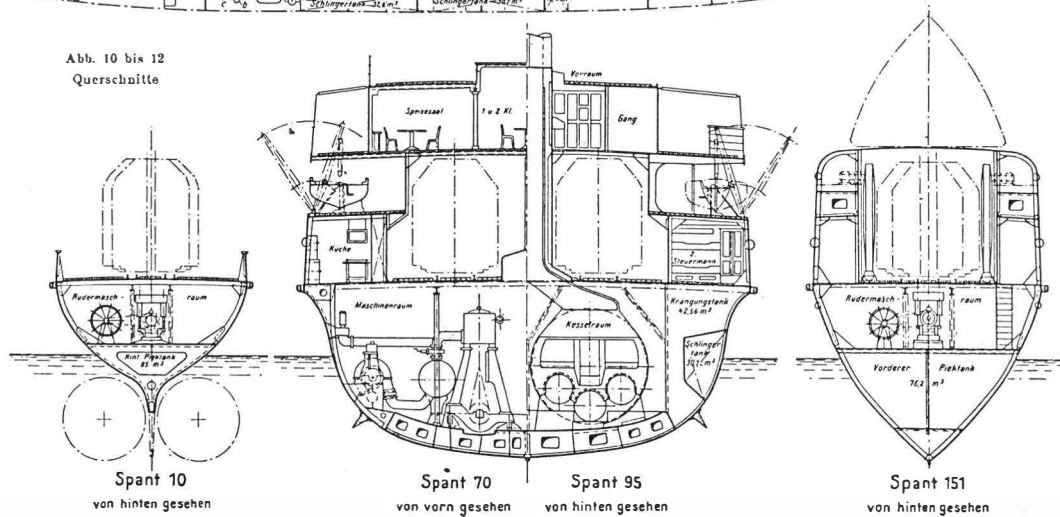 c a b
Schlingertank 32,6 m³
Schlingertank
Abb. 10 bis 12
Querschnitte
Vorraum
Speisesaal
1 u 2. Kl.
Gang
Küche
2. Steuermann
Rudermasch - raum
Hint. Piektank
85 m³
Maschinenraum
Kesselraum
Krängungstank
42,56 m³
Schlinger
tank
Rudermasch - raum
Vorderer Piektank
76,2 m³
Spant 10
von hinten gesehen
Spant 70
von vorn gesehen
Spant 95
von hinten gesehen
Spant 151
von hinten gesehen